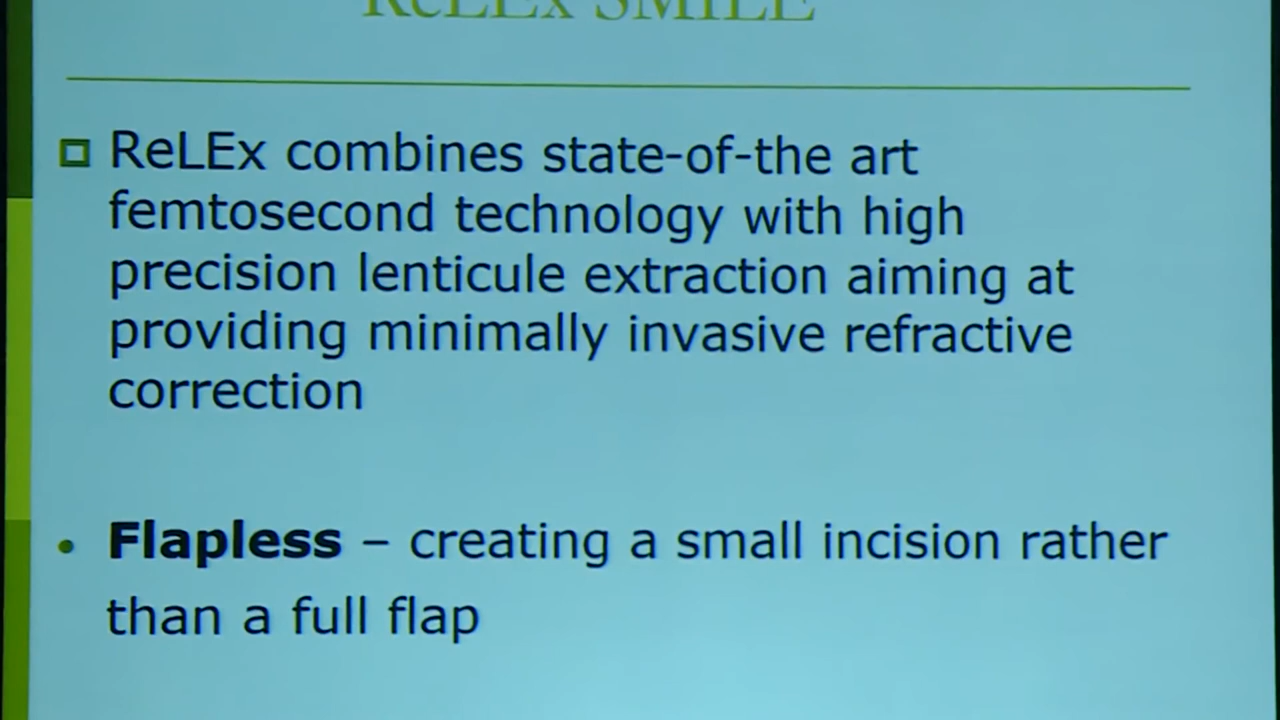 ReLEx SMILE
ReLEx combines state-of-the art
femtosecond technology with high
precision lenticule extraction aiming at
providing minimally invasive refractive
correction
• Flapless – creating a small incision rather
than a full flap